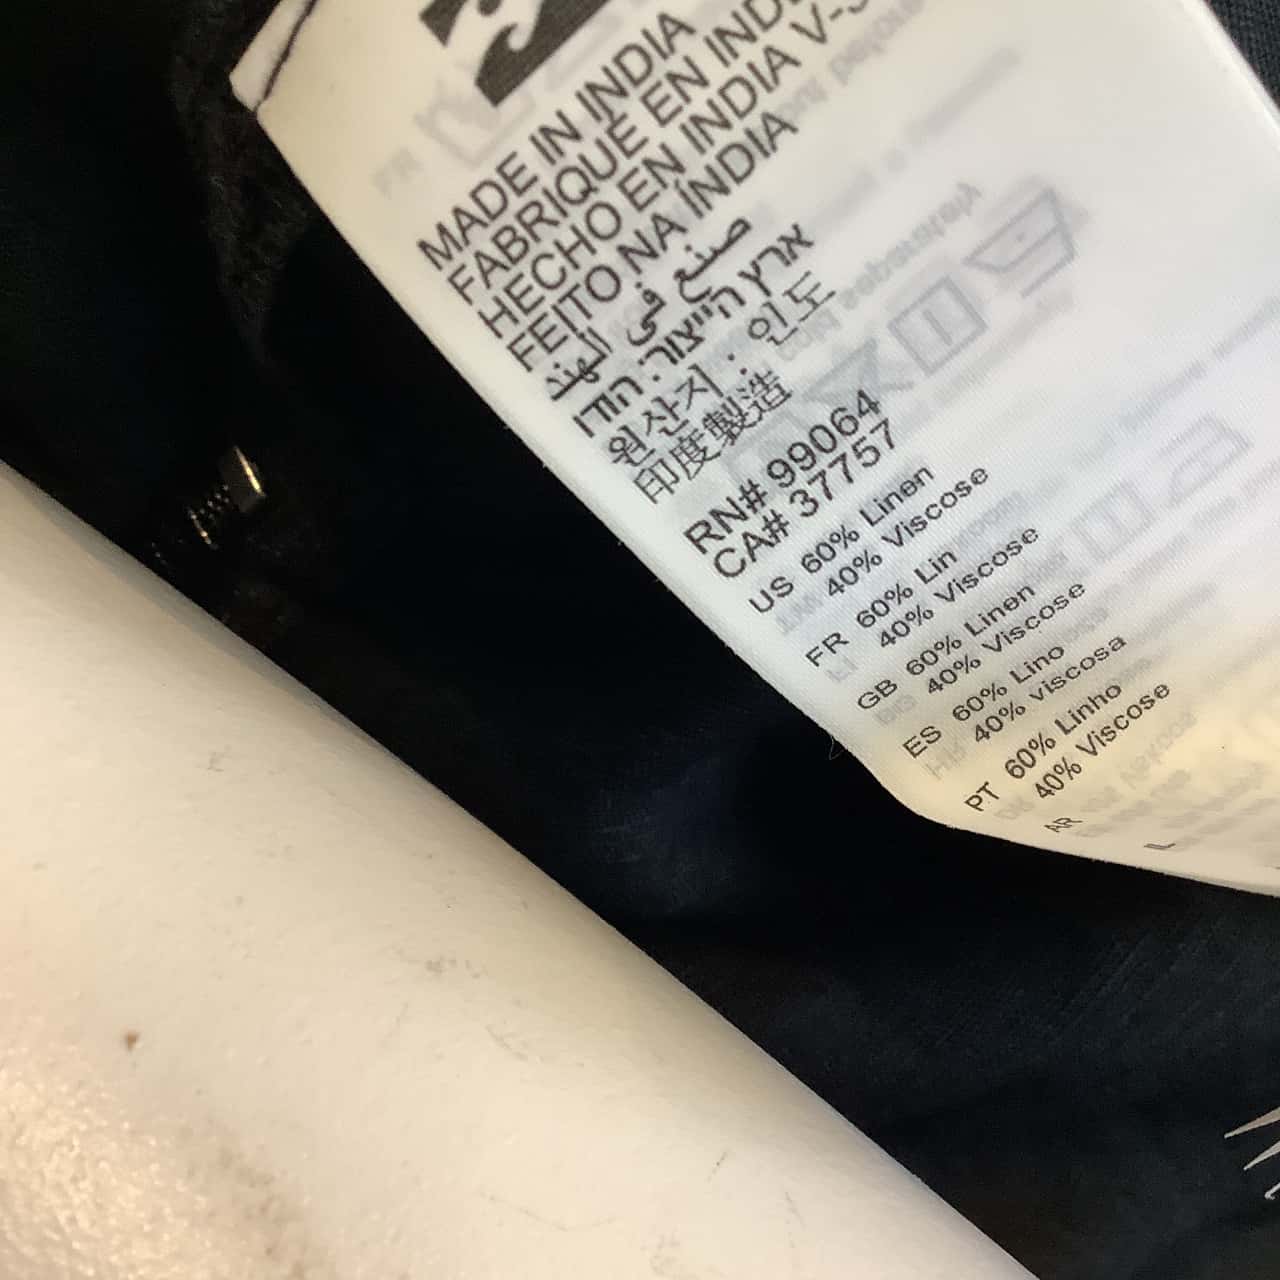 MADE IN INDIA
FABRIQUÉ EN
HECHO EN INDIA
FEITO NA ÍNDIA
صنع في الهند
ארץ הייצור: הודו
원산지 : 인도
印度製造
RN# 99064
CA# 37757
US 60% Linen
40% Viscose
FR 60% Lin
40% Viscose
GB 60% Linen
40% Viscose
ES 60% Lino
40% viscosa
PT 60% Linho
40% Viscose
AR
IL